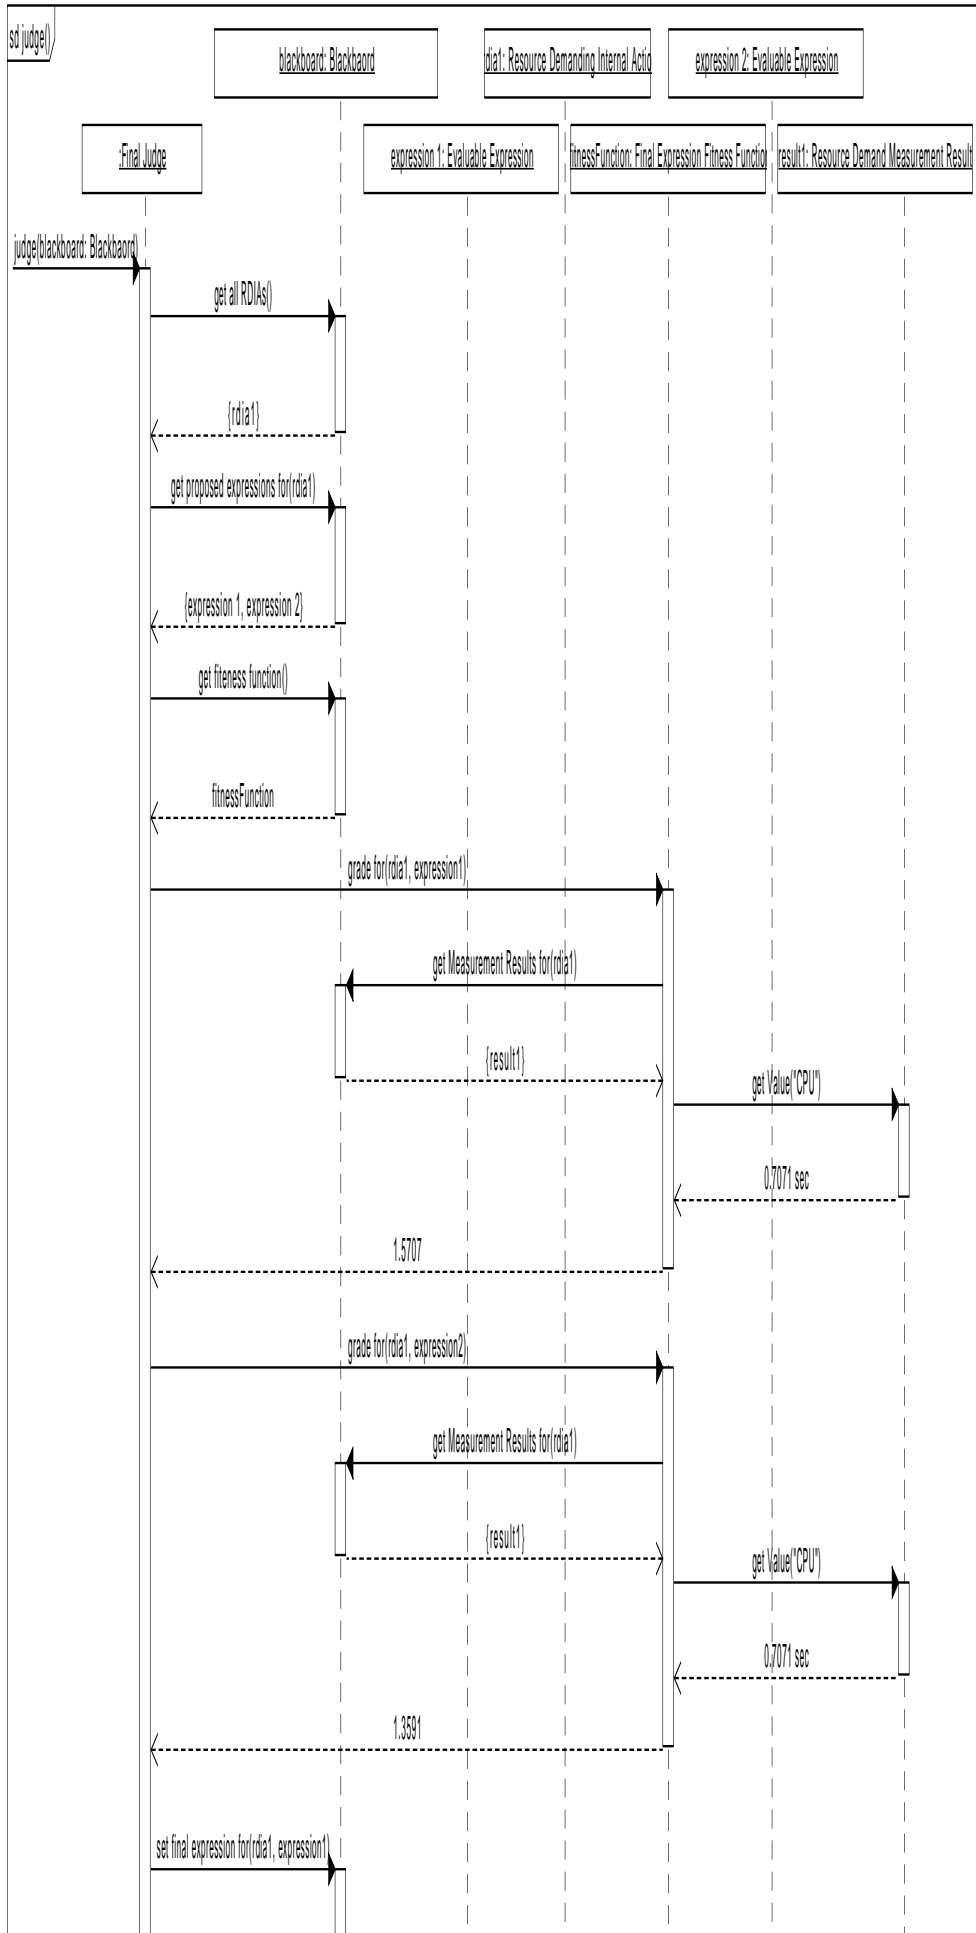 sd judge()
blackboard: Blackbaord
rdia1: Resource Demanding Internal Actio
expression 2: Evaluable Expression
:Final Judge
expression 1: Evaluable Expression
fitnessFunction: Final Expression Fitness Function
result1: Resource Demand Measurement Result
judge(blackboard: Blackbaord)
get all RDIAs()
{rdia1}
get proposed expressions for(rdia1)
{expression 1, expression 2}
get fiteness function()
fitnessFunction
grade for(rdia1, expression1)
get Measurement Results for(rdia1)
{result1}
get Value("CPU")
0.7071 sec
1.5707
grade for(rdia1, expression2)
get Measurement Results for(rdia1)
{result1}
get Value("CPU")
0.7071 sec
1.3591
set final expression for(rdia1, expression1)